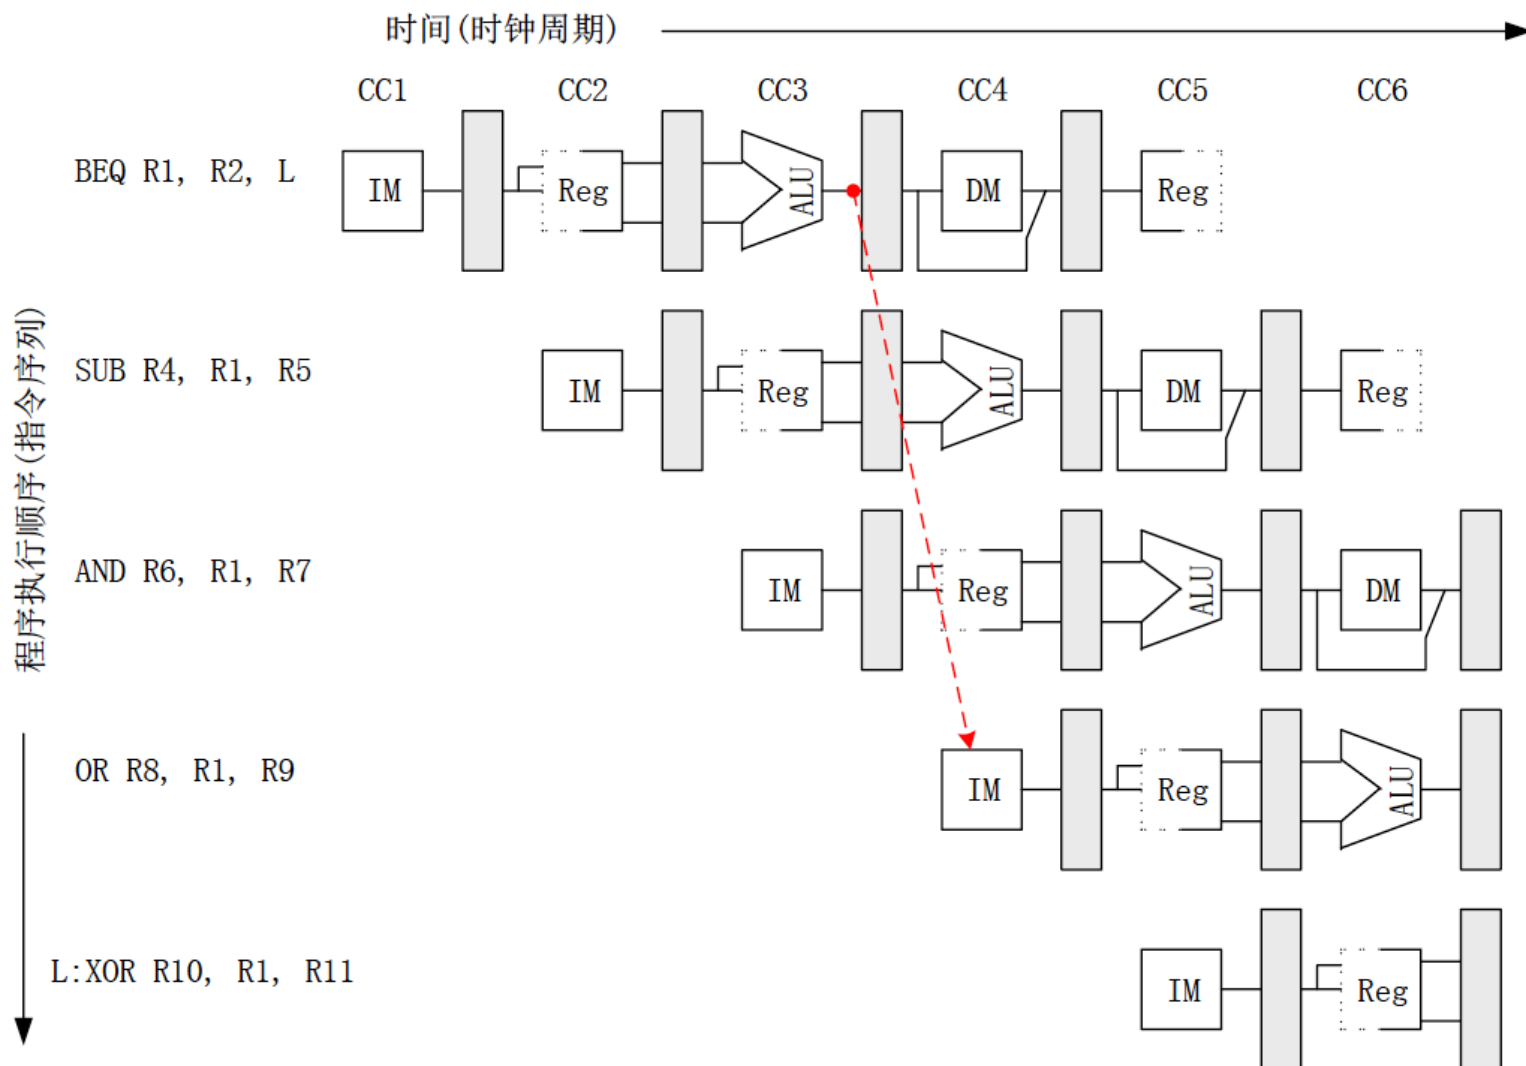 时间(时钟周期)
CC1 CC2 CC3 CC4 CC5 CC6
BEQ R1, R2, L
IM Reg ALU DM Reg
SUB R4, R1, R5
IM Reg ALU DM Reg
程序执行顺序(指令序列)
AND R6, R1, R7
IM Reg ALU DM
OR R8, R1, R9
IM Reg ALU
L:XOR R10, R1, R11
IM Reg